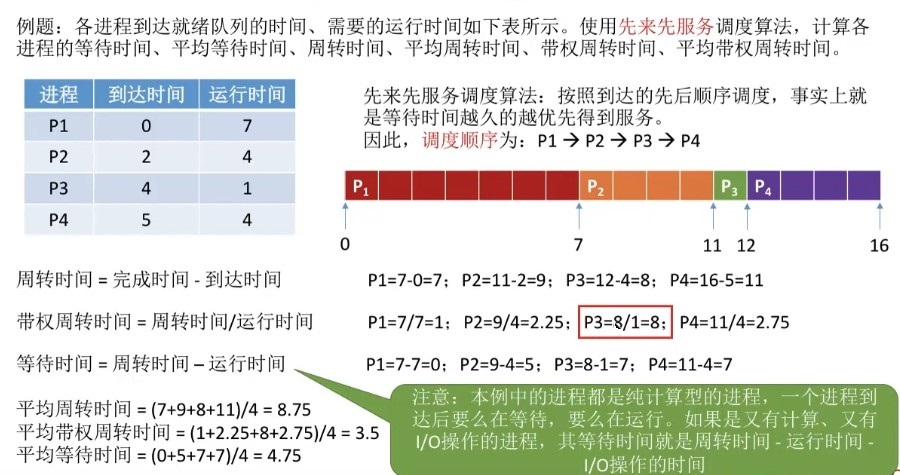 例题：各进程到达就绪队列的时间、需要的运行时间如下表所示。使用先来先服务调度算法，计算各
进程的等待时间、平均等待时间、周转时间、平均周转时间、带权周转时间、平均带权周转时间。
进程 到达时间 运行时间
P1 0 7
P2 2 4
P3 4 1
P4 5 4
先来先服务调度算法：按照到达的先后顺序调度，事实上就
是等待时间越久的越优先得到服务。
因此，调度顺序为：P1 → P2 → P3 → P4
P1 P2 P3 P4
0 7 11 12 16
周转时间 = 完成时间 - 到达时间 P1=7-0=7；P2=11-2=9；P3=12-4=8；P4=16-5=11
带权周转时间 = 周转时间/运行时间 P1=7/7=1；P2=9/4=2.25；P3=8/1=8；P4=11/4=2.75
等待时间 = 周转时间 – 运行时间 P1=7-7=0；P2=9-4=5；P3=8-1=7；P4=11-4=7
平均周转时间 = (7+9+8+11)/4 = 8.75
平均带权周转时间 = (1+2.25+8+2.75)/4 = 3.5
平均等待时间 = (0+5+7+7)/4 = 4.75
注意：本例中的进程都是纯计算型的进程，一个进程到
达后要么在等待，要么在运行。如果是又有计算、又有
I/O操作的进程，其等待时间就是周转时间 - 运行时间 -
I/O操作的时间